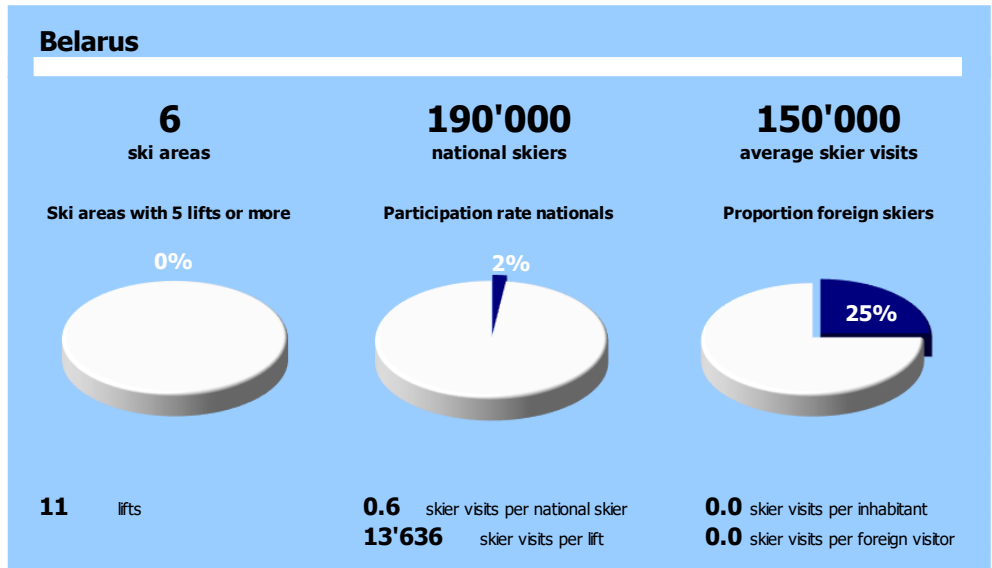 Belarus
6
ski areas
190'000
national skiers
150'000
average skier visits
Ski areas with 5 lifts or more
Participation rate nationals
Proportion foreign skiers
0%
2%
25%
11 lifts
0.6 skier visits per national skier
13'636 skier visits per lift
0.0 skier visits per inhabitant
0.0 skier visits per foreign visitor